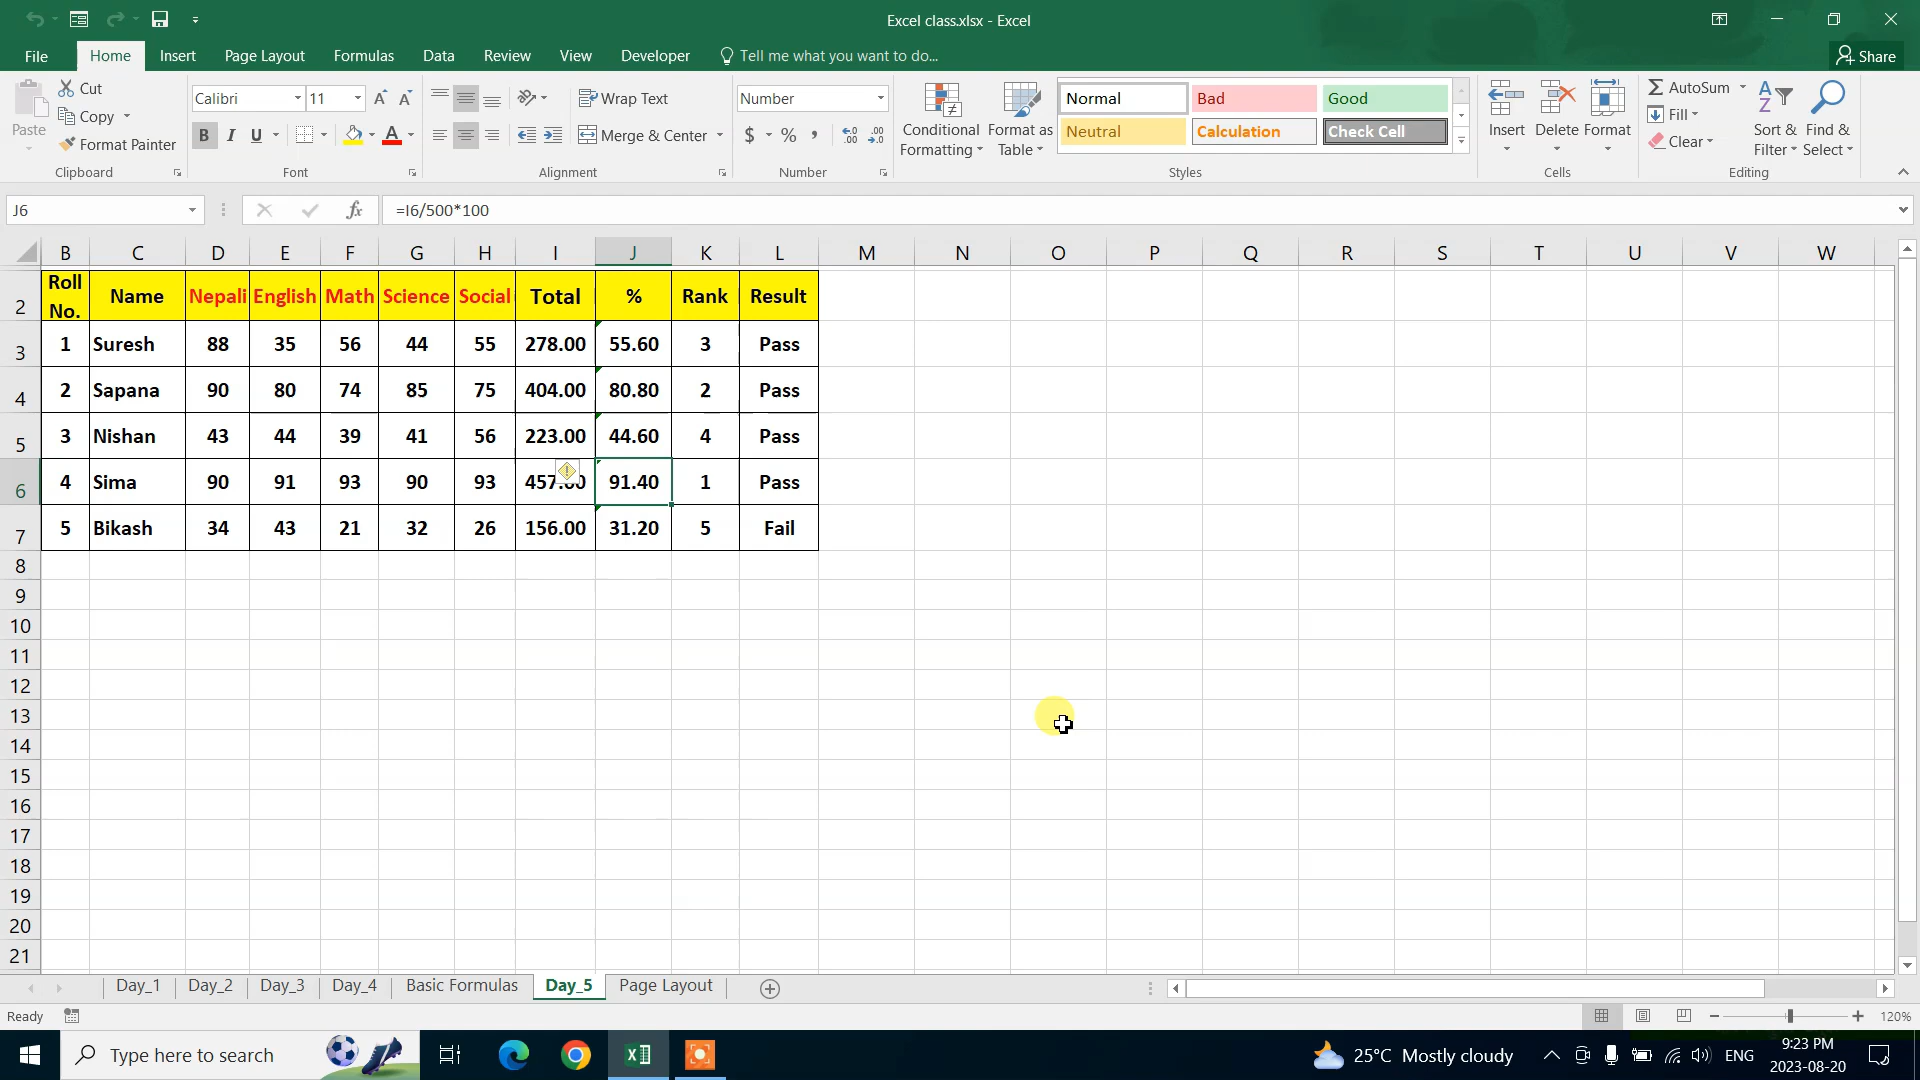 Excel class.xlsx - Excel
File Home Insert Page Layout Formulas Data Review View Developer Tell me what you want to do... Share
Paste Cut
Copy
Format Painter
Clipboard
Calibri 11
B I U
Font
Wrap Text
Merge & Center
Alignment
Number
$ % ,
Number
Conditional Formatting
Format as Table
Normal Bad Good
Neutral Calculation Check Cell
Styles
Insert Delete Format
Cells
AutoSum
Fill
Clear
Sort & Filter
Find & Select
Editing
J6 fx =I6/500*100
B C D E F G H I J K L M N O P Q R S T U V W
2 Roll No. Name Nepali English Math Science Social Total % Rank Result
3 1 Suresh 88 35 56 44 55 278.00 55.60 3 Pass
4 2 Sapana 90 80 74 85 75 404.00 80.80 2 Pass
5 3 Nishan 43 44 39 41 56 223.00 44.60 4 Pass
6 4 Sima 90 91 93 90 93 457.00 91.40 1 Pass
7 5 Bikash 34 43 21 32 26 156.00 31.20 5 Fail
8
9
10
11
12
13
14
15
16
17
18
19
20
21
Day_1 Day_2 Day_3 Day_4 Basic Formulas Day_5 Page Layout
Ready 120%
Type here to search 25°C Mostly cloudy ENG 9:23 PM
2023-08-20